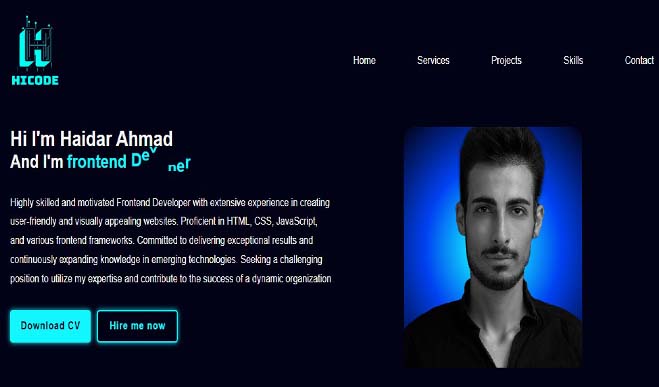 HICODE
Home Services Projects Skills Contact
Hi I'm Haidar Ahmad
And I'm frontend
Highly skilled and motivated Frontend Developer with extensive experience in creating
user-friendly and visually appealing websites. Proficient in HTML, CSS, JavaScript,
and various frontend frameworks. Committed to delivering exceptional results and
continuously expanding knowledge in emerging technologies. Seeking a challenging
position to utilize my expertise and contribute to the success of a dynamic organization
Download CV Hire me now